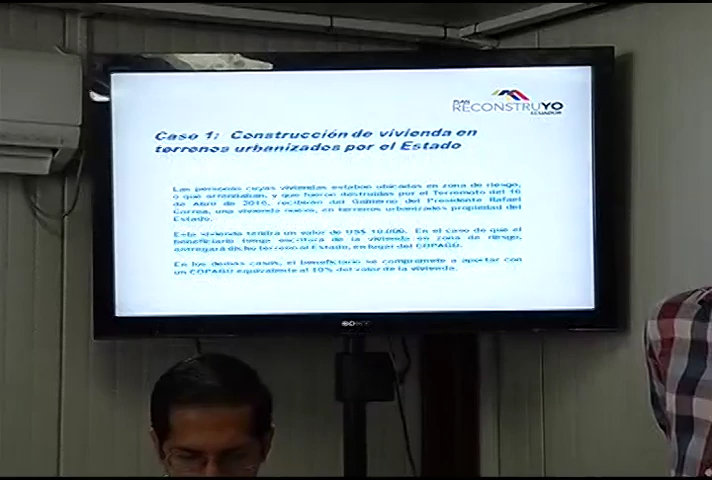 PLAN
RECONSTRUYO
ECUADOR
Caso 1: Construcción de vivienda en
terrenos urbanizados por el Estado
Las personas cuyas viviendas estaban ubicadas en zona de riesgo,
o que arrendaban, y que fueron destruidas por el Terremoto del 16
de Abril de 2016, recibirán del Gobierno del Presidente Rafael
Correa, una vivienda nueva, en terrenos urbanizados propiedad del
Estado.
Esta vivienda tendrá un valor de US$ 10.000. En el caso de que el
beneficiario tenga escritura de la vivienda en zona de riesgo,
entregará dicho terreno al Estado, en lugar del COPAGO.
En los demás casos, el beneficiario se compromete a aportar con
un COPAGO equivalente al 10% del valor de la vivienda.